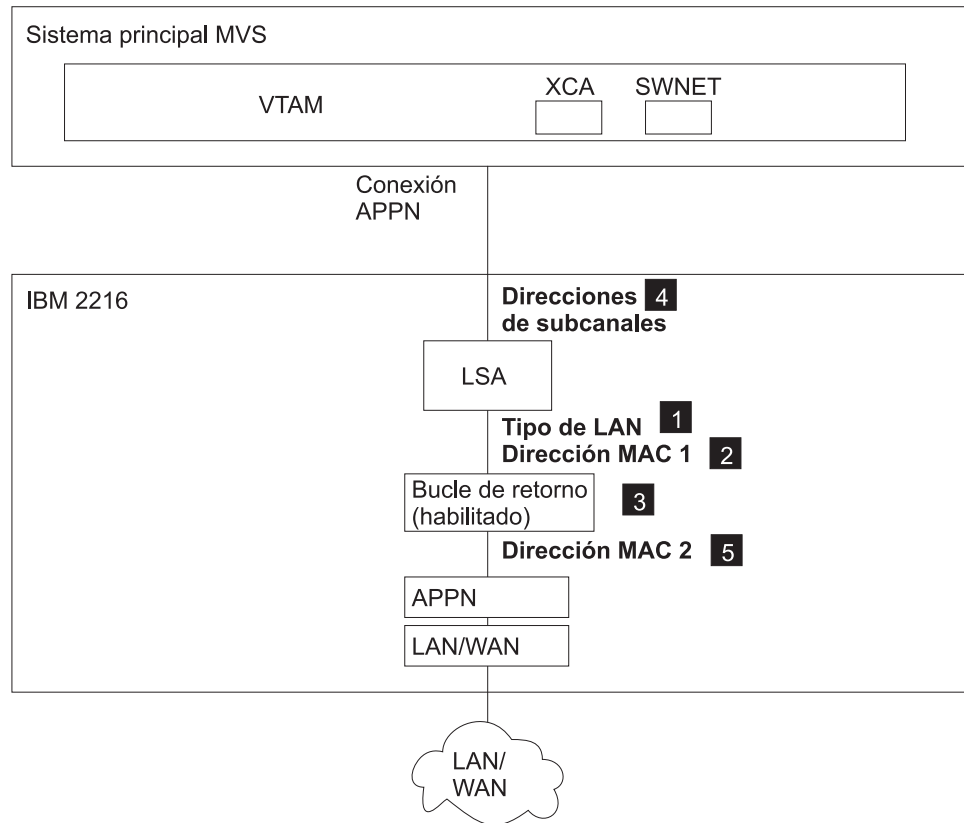 Sistema principal MVS
VTAM
XCA
SWNET
Conexión
APPN
IBM 2216
Direcciones 4
de subcanales
LSA
Tipo de LAN 1
Dirección MAC 1 2
Bucle de retorno
(habilitado)
3
Dirección MAC 2 5
APPN
LAN/WAN
LAN/
WAN